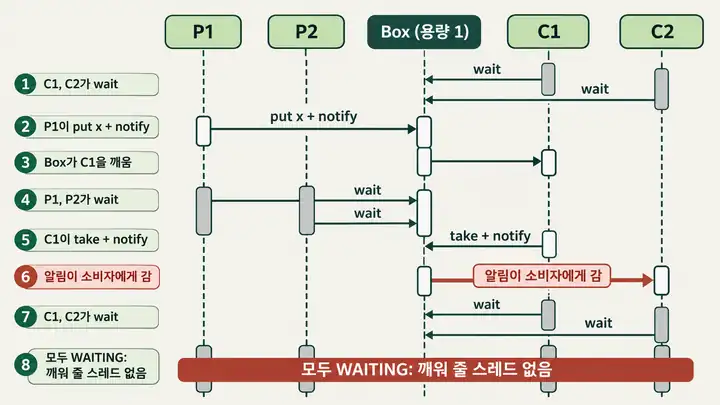 P1
P2
Box (용량 1)
C1
C2
1 C1, C2가 wait
wait
wait
2 P1이 put x + notify
put x + notify
3 Box가 C1을 깨움
4 P1, P2가 wait
wait
wait
5 C1이 take + notify
take + notify
6 알림이 소비자에게 감
알림이 소비자에게 감
7 C1, C2가 wait
wait
wait
8 모두 WAITING:
깨워 줄 스레드 없음
모두 WAITING: 깨워 줄 스레드 없음